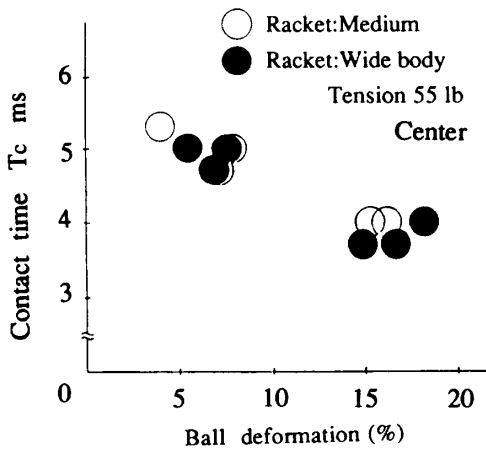 Racket:Medium
Racket:Wide body
Tension 55 lb
Center
Contact time Tc ms
6
5
4
3
0
5
10
15
20
Ball deformation (%)